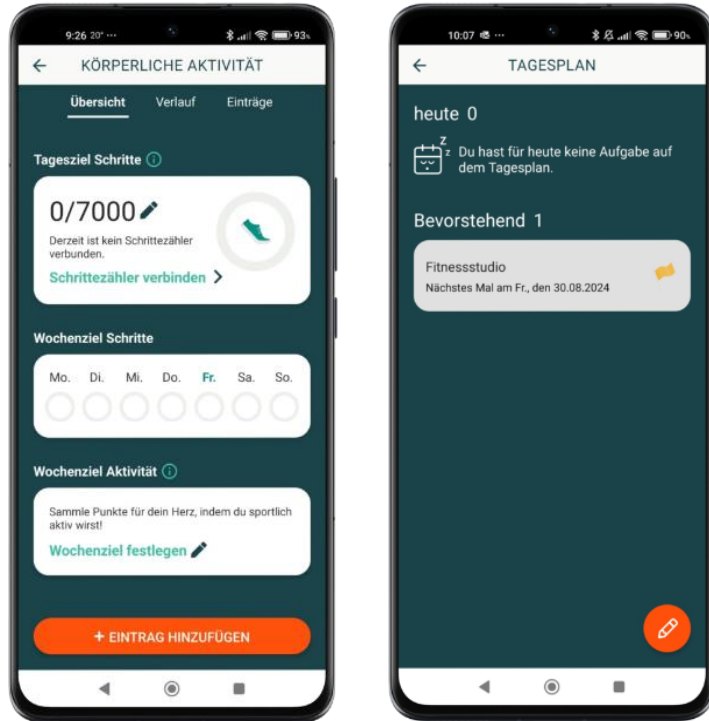 9:26 20° ··· 93%
KÖRPERLICHE AKTIVITÄT
Übersicht Verlauf Einträge
Tagesziel Schritte
0/7000
Derzeit ist kein Schrittzähler
verbunden.
Schrittezähler verbinden
Wochenziel Schritte
Mo. Di. Mi. Do. Fr. Sa. So.
Wochenziel Aktivität
Sammle Punkte für dein Herz, indem du sportlich
aktiv wirst!
Wochenziel festlegen
+ EINTRAG HINZUFÜGEN
10:07 ··· 90%
TAGESPLAN
heute 0
z
z
Du hast für heute keine Aufgabe auf
dem Tagesplan.
Bevorstehend 1
Fitnessstudio
Nächstes Mal am Fr., den 30.08.2024